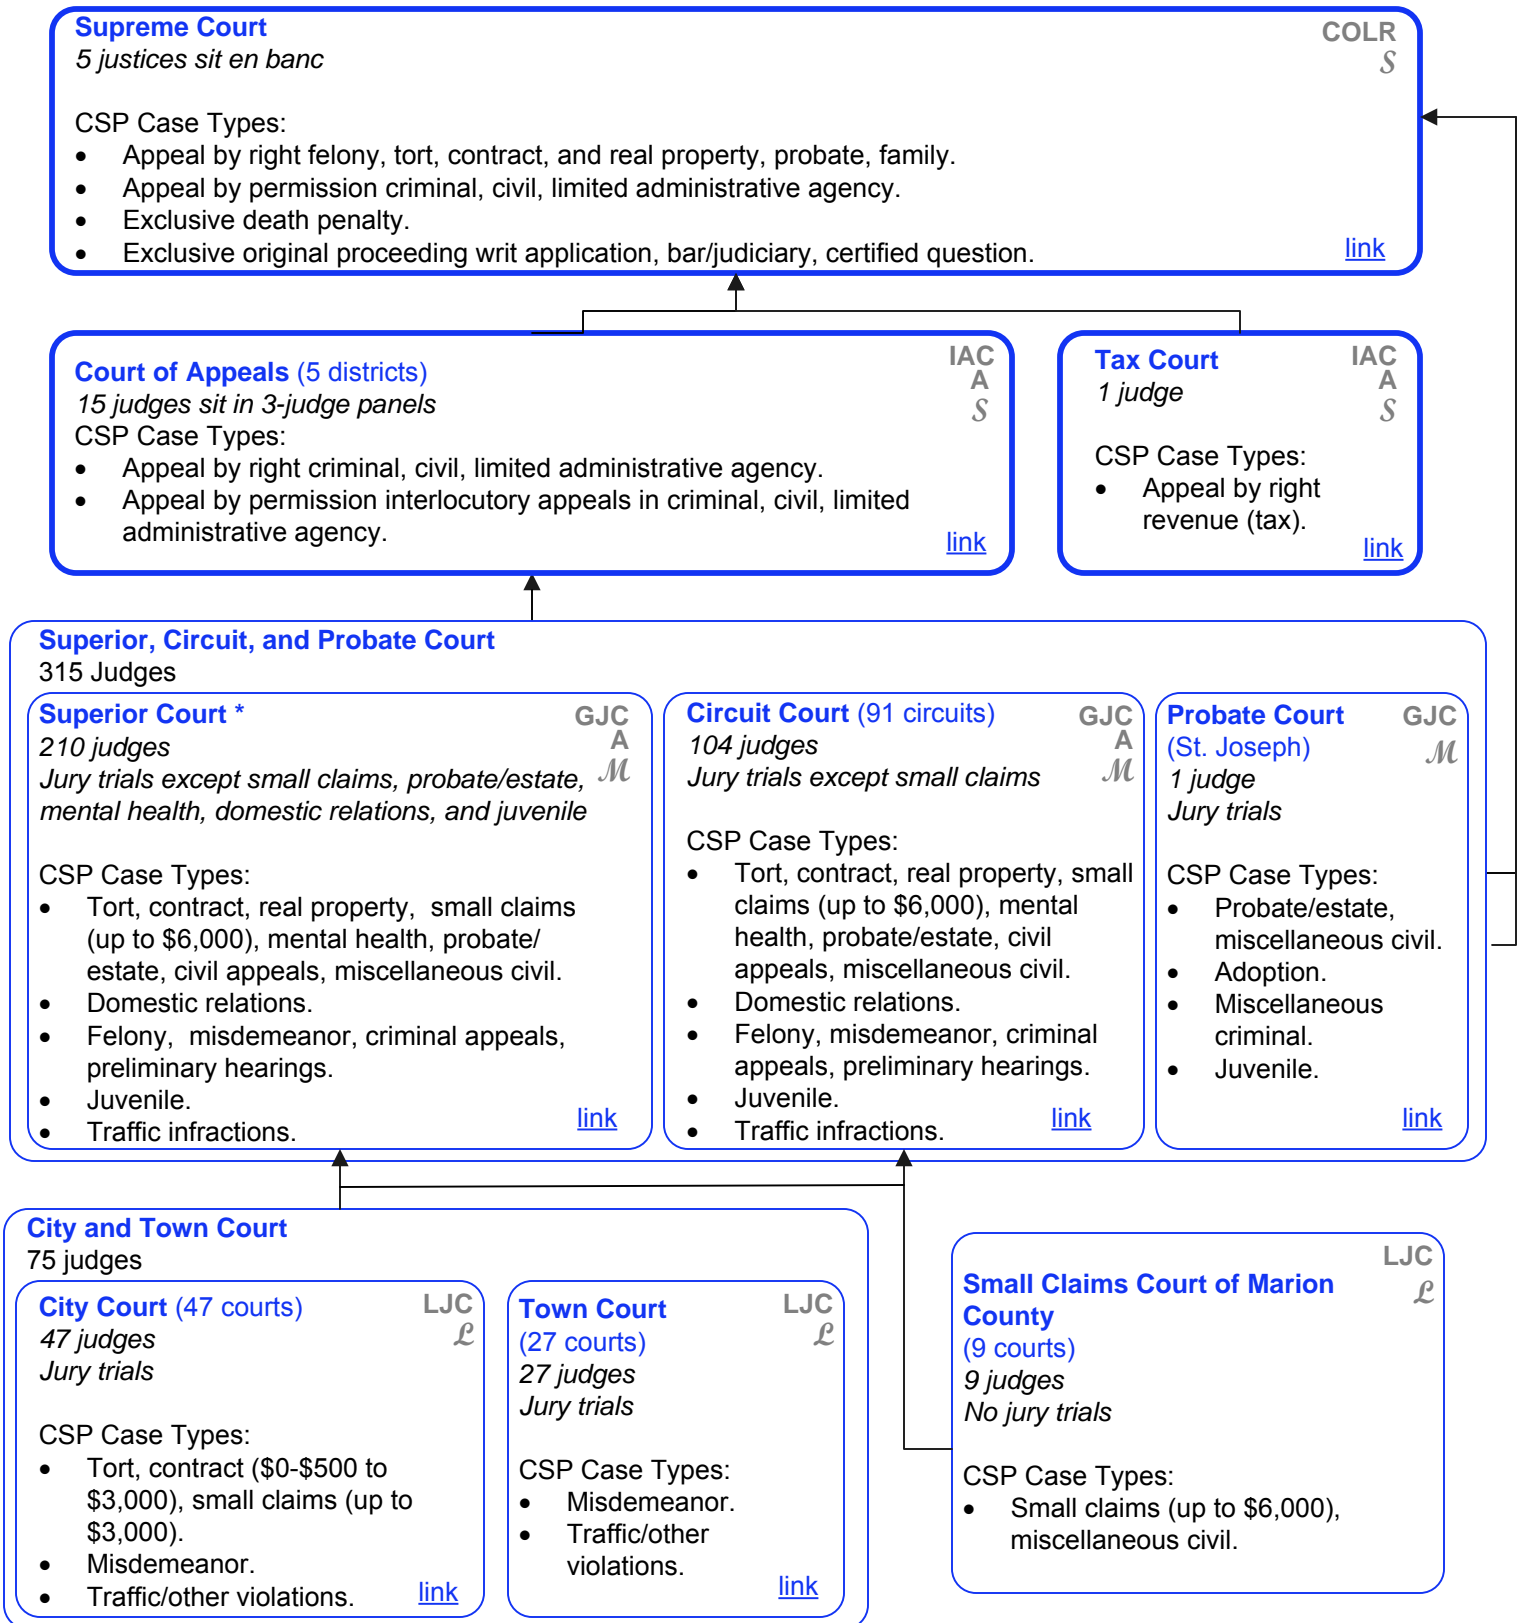 Supreme Court
COLR
5 justices sit en banc
S
CSP Case Types:
• Appeal by right felony, tort, contract, and real property, probate, family.
• Appeal by permission criminal, civil, limited administrative agency.
• Exclusive death penalty.
• Exclusive original proceeding writ application, bar/judiciary, certified question.
link
Court of Appeals (5 districts)
IAC
A
S
15 judges sit in 3-judge panels
CSP Case Types:
• Appeal by right criminal, civil, limited administrative agency.
• Appeal by permission interlocutory appeals in criminal, civil, limited
administrative agency.
link
Tax Court
IAC
A
S
1 judge
CSP Case Types:
• Appeal by right
revenue (tax).
link
Superior, Circuit, and Probate Court
315 Judges
Superior Court *
GJC
A
M
210 judges
Jury trials except small claims, probate/estate,
mental health, domestic relations, and juvenile
CSP Case Types:
• Tort, contract, real property,  small claims
(up to $6,000), mental health, probate/
estate, civil appeals, miscellaneous civil.
• Domestic relations.
• Felony,  misdemeanor, criminal appeals,
preliminary hearings.
• Juvenile.
• Traffic infractions.
link
Circuit Court (91 circuits)
GJC
A
M
104 judges
Jury trials except small claims
CSP Case Types:
• Tort, contract, real property, small
claims (up to $6,000), mental
health, probate/estate, civil
appeals, miscellaneous civil.
• Domestic relations.
• Felony, misdemeanor, criminal
appeals, preliminary hearings.
• Juvenile.
• Traffic infractions.
link
Probate Court
GJC
M
(St. Joseph)
1 judge
Jury trials
CSP Case Types:
• Probate/estate,
miscellaneous civil.
• Adoption.
• Miscellaneous
criminal.
• Juvenile.
link
City and Town Court
75 judges
City Court (47 courts)
LJC
L
47 judges
Jury trials
CSP Case Types:
• Tort, contract ($0-$500 to
$3,000), small claims (up to
$3,000).
• Misdemeanor.
• Traffic/other violations.
link
Town Court
LJC
L
(27 courts)
27 judges
Jury trials
CSP Case Types:
• Misdemeanor.
• Traffic/other
violations.
link
LJC
L
Small Claims Court of Marion
County
(9 courts)
9 judges
No jury trials
CSP Case Types:
• Small claims (up to $6,000),
miscellaneous civil.